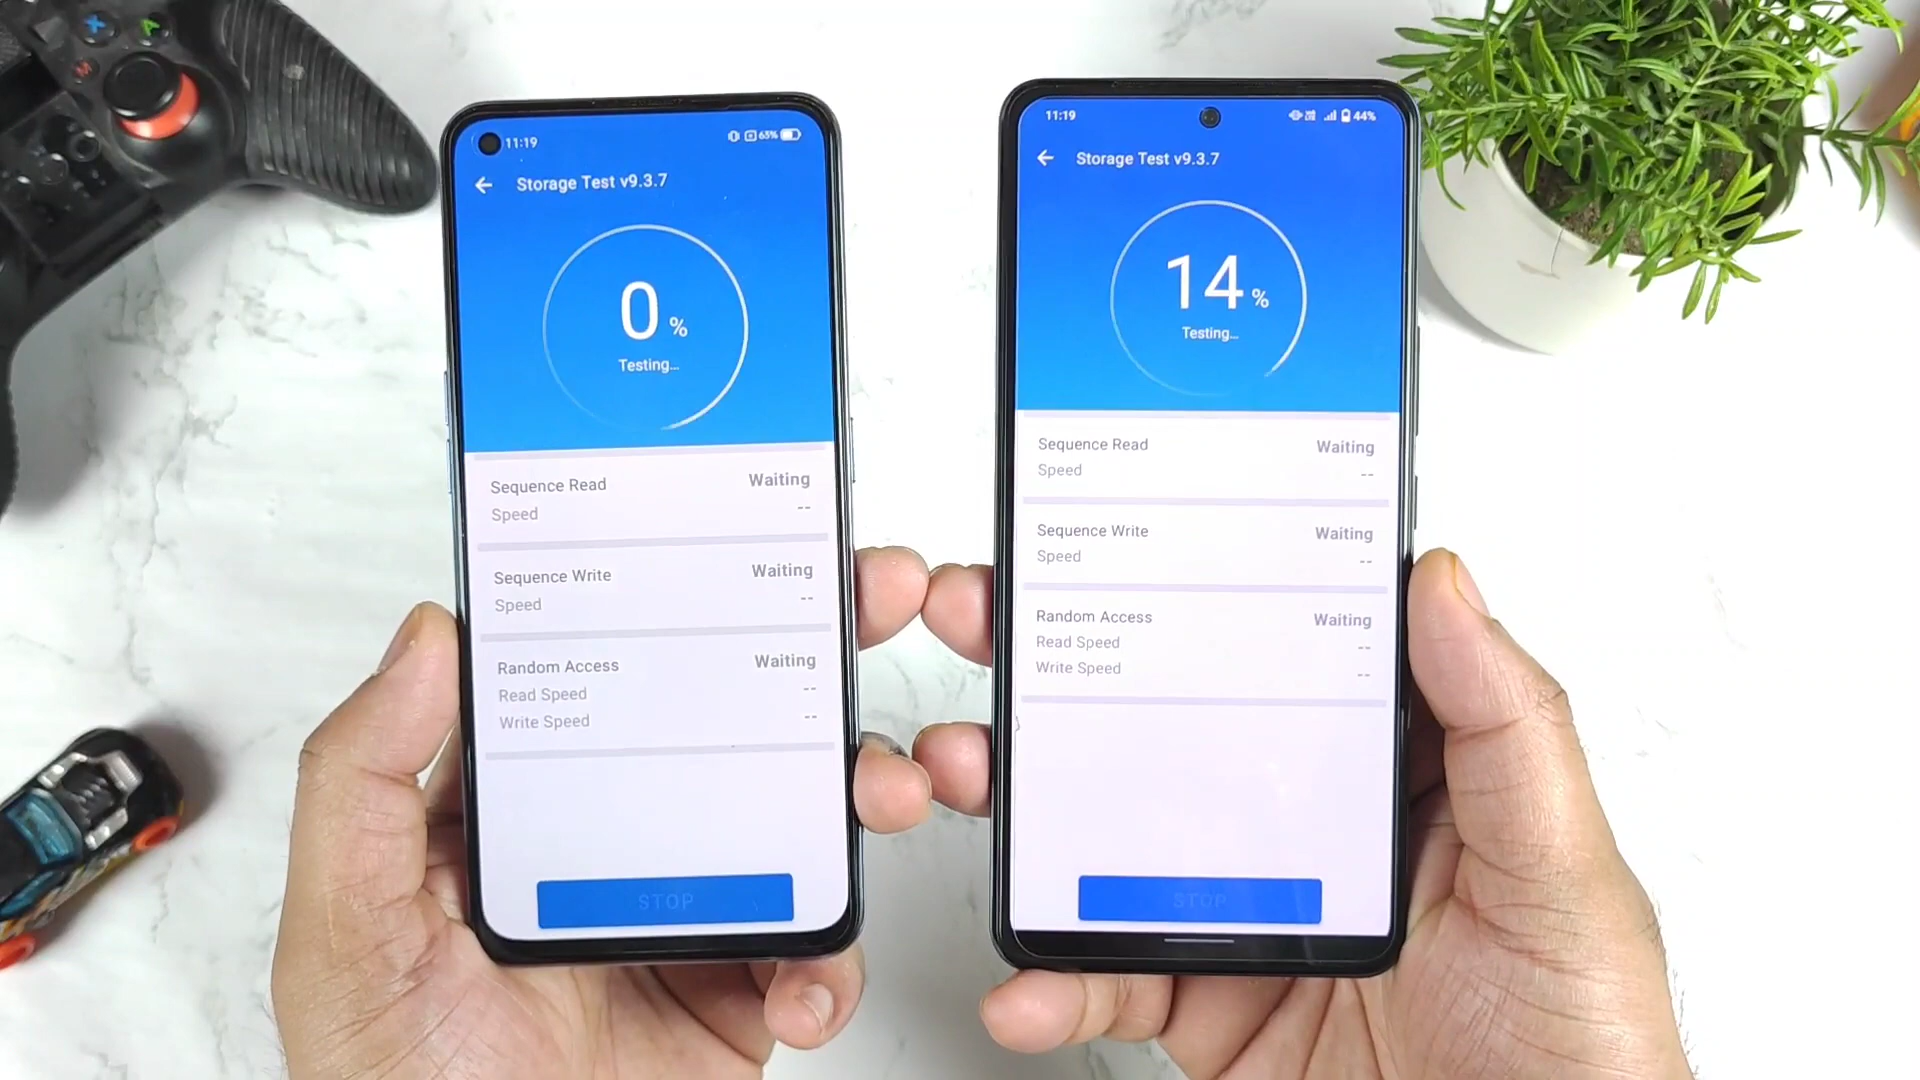 11:19
63%
Storage Test v9.3.7
0 %
Testing...
Sequence Read
Waiting
Speed
--
Sequence Write
Waiting
Speed
--
Random Access
Waiting
Read Speed
--
Write Speed
--
STOP
11:19
44%
Storage Test v9.3.7
14 %
Testing...
Sequence Read
Waiting
Speed
--
Sequence Write
Waiting
Speed
--
Random Access
Waiting
Read Speed
--
Write Speed
--
STOP
X
A
M